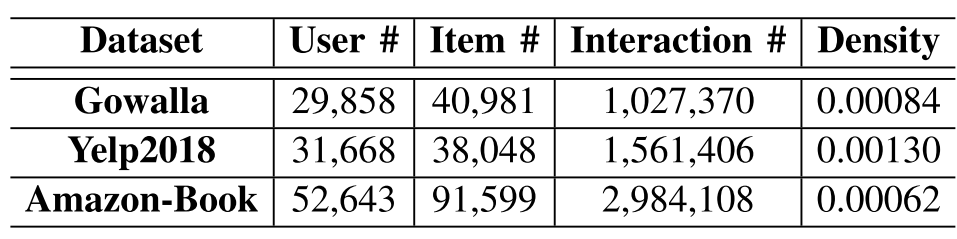 Dataset User # Item # Interaction # Density
Gowalla 29,858 40,981 1,027,370 0.00084
Yelp2018 31,668 38,048 1,561,406 0.00130
Amazon-Book 52,643 91,599 2,984,108 0.00062